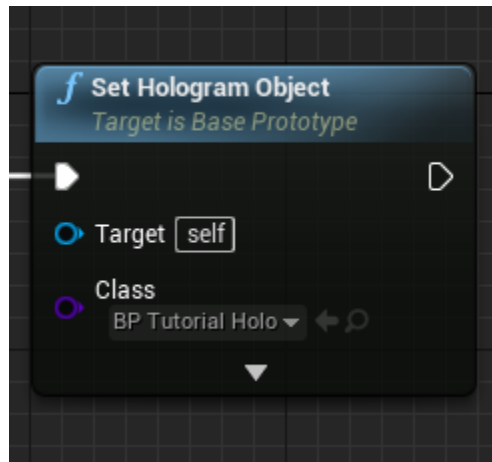 Set Hologram Object
Target is Base Prototype
Target self
Class
BP Tutorial Holo